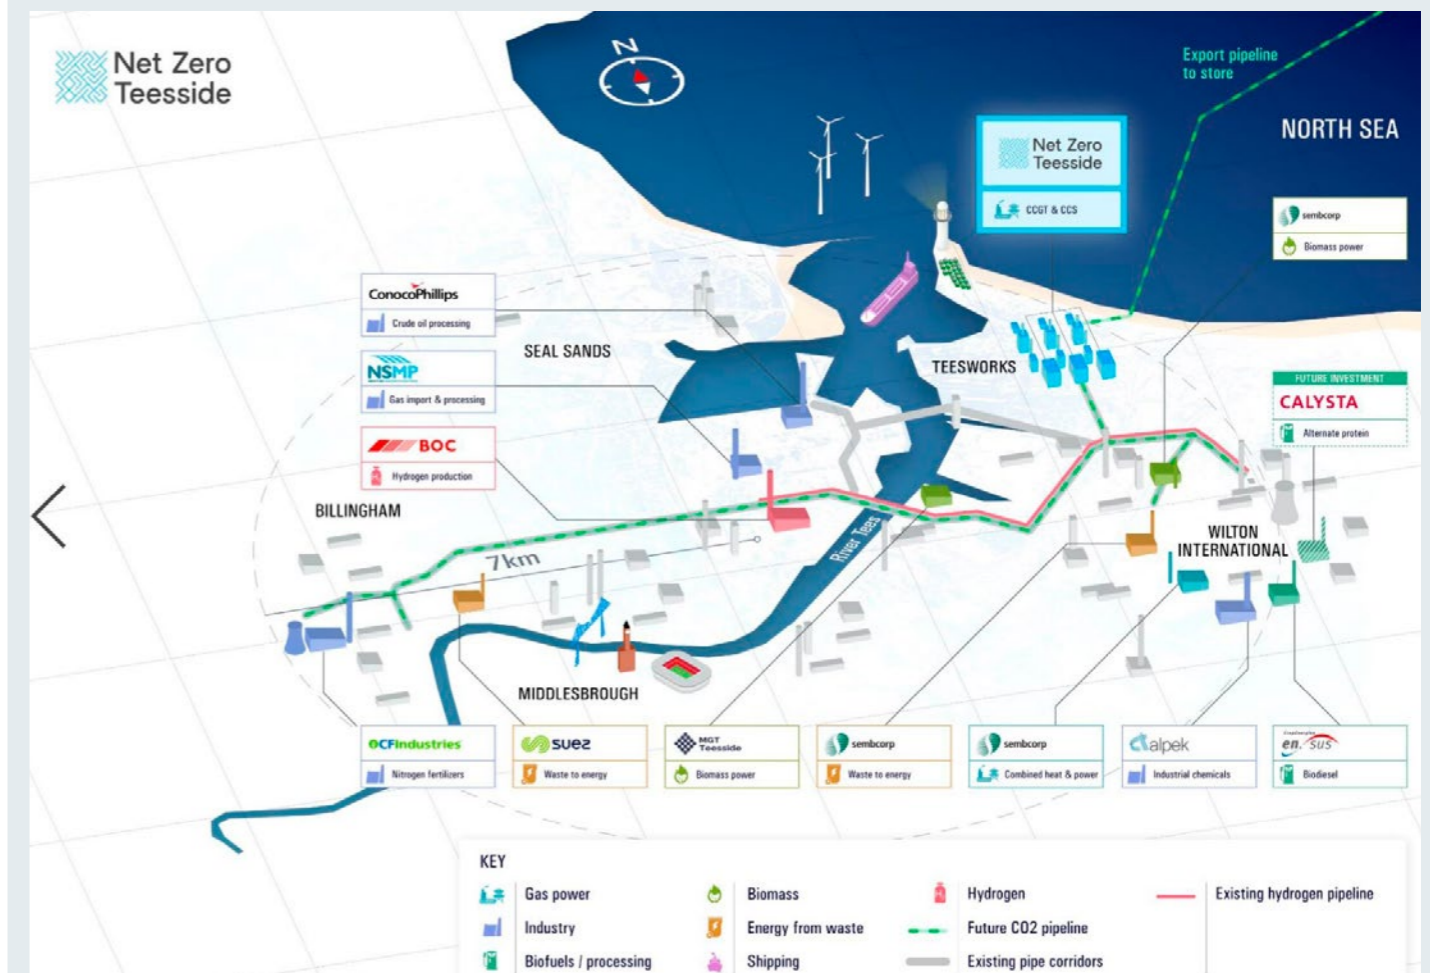 Net Zero
Teesside
N
Export pipeline
to store
NORTH SEA
Net Zero
Teesside
CCGT & CCS
sembcorp
Biomass power
ConocoPhillips
Crude oil processing
SEAL SANDS
TEESWORKS
NSMP
Gas import & processing
FUTURE INVESTMENT
CALYSTA
Alternate protein
BOC
Hydrogen production
BILLINGHAM
River Tees
WILTON
INTERNATIONAL
7km
MIDDLESBROUGH
CFIndustries
Nitrogen fertilizers
suez
Waste to energy
MGT
Teesside
Biomass power
sembcorp
Waste to energy
sembcorp
Combined heat & power
alpek
Industrial chemicals
en. sus
Biodiesel
KEY
Gas power
Biomass
Hydrogen
Existing hydrogen pipeline
Industry
Energy from waste
Future CO2 pipeline
Biofuels / processing
Shipping
Existing pipe corridors